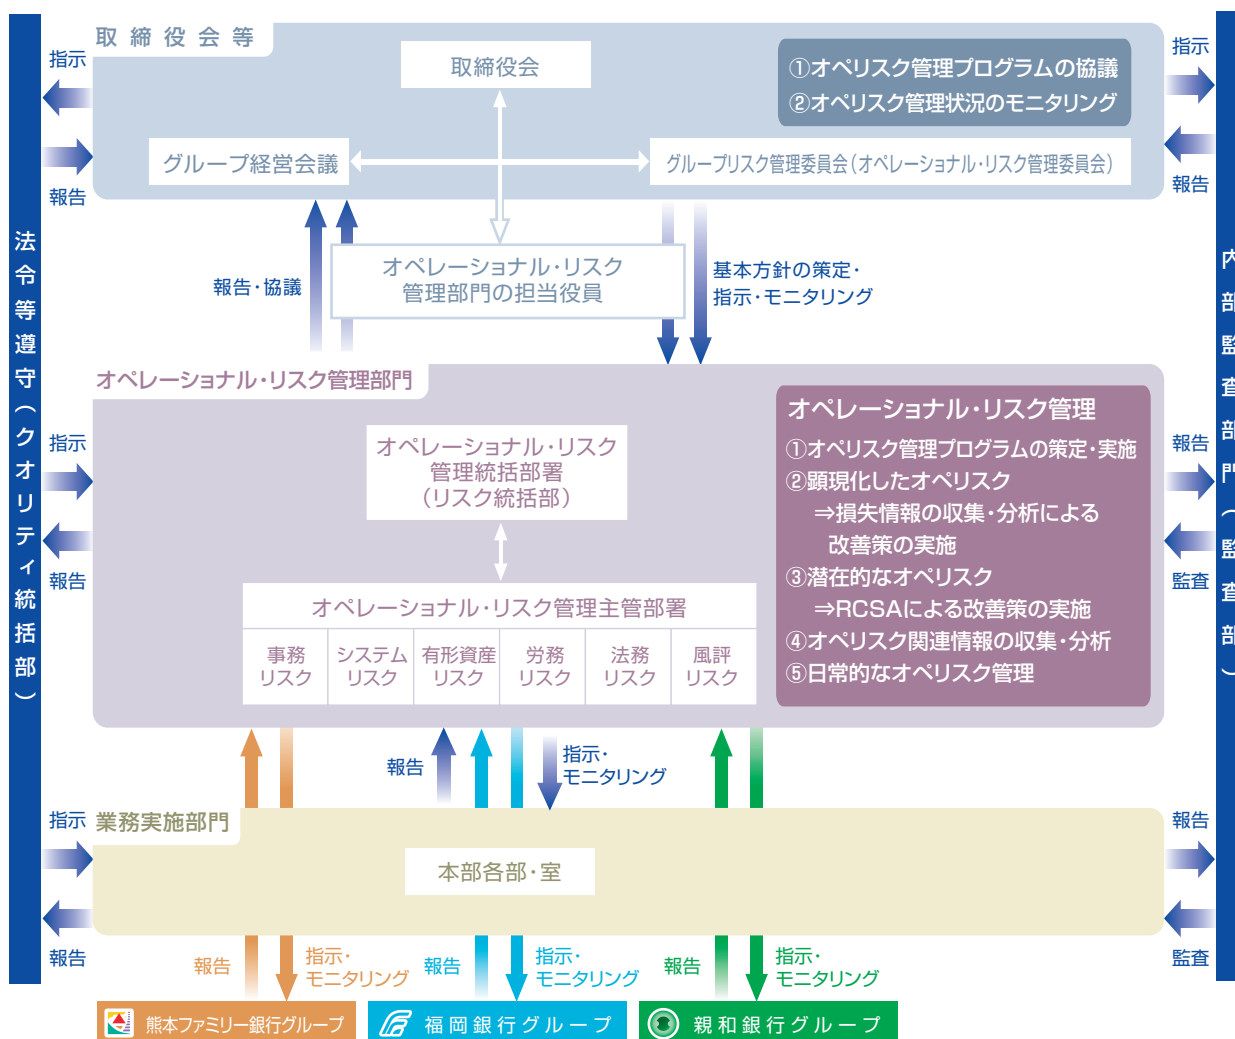 取締役会等
指示
報告
取締役会
①オペリスク管理プログラムの協議
②オペリスク管理状況のモニタリング
グループ経営会議
グループリスク管理委員会(オペレーショナル・リスク管理委員会)
指示
報告
法令等遵守(クオリティ統括部)
内部監査部門(監査部)
報告・協議
オペレーショナル・リスク
管理部門の担当役員
基本方針の策定・
指示・モニタリング
オペレーショナル・リスク管理部門
指示
報告
オペレーショナル・リスク
管理統括部署
(リスク統括部)
オペレーショナル・リスク管理主管部署
事務
リスク
システム
リスク
有形資産
リスク
労務
リスク
法務
リスク
風評
リスク
オペレーショナル・リスク管理
①オペリスク管理プログラムの策定・実施
②顕現化したオペリスク
⇒損失情報の収集・分析による
改善策の実施
③潜在的なオペリスク
⇒RCSAによる改善策の実施
④オペリスク関連情報の収集・分析
⑤日常的なオペリスク管理
報告
監査
報告
指示・
モニタリング
業務実施部門
指示
報告
本部各部・室
報告
監査
報告
指示・
モニタリング
報告
指示・
モニタリング
報告
指示・
モニタリング
熊本ファミリー銀行グループ
福岡銀行グループ
親和銀行グループ